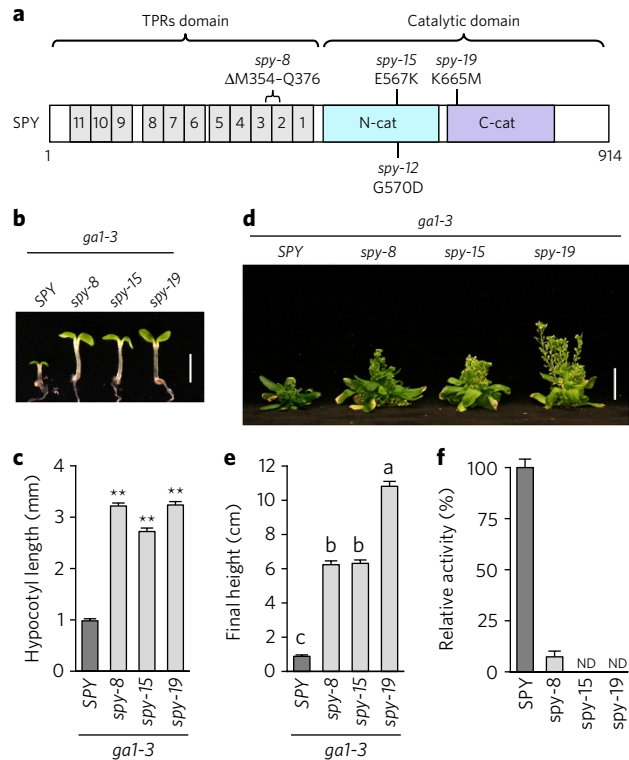 a
TPRs domain
Catalytic domain
spy-8
ΔM354–Q376
spy-15
E567K
spy-19
K665M
SPY
11 10 9 8 7 6 5 4 3 2 1
N-cat
C-cat
1
914
spy-12
G570D
b
ga1-3
SPY spy-8 spy-15 spy-19
d
ga1-3
SPY spy-8 spy-15 spy-19
c
Hypocotyl length (mm)
4
3
2
1
0
**
**
**
SPY spy-8 spy-15 spy-19
ga1-3
e
Final height (cm)
12
10
8
6
4
2
0
c
b
b
a
SPY spy-8 spy-15 spy-19
ga1-3
f
Relative activity (%)
100
75
50
25
0
ND
ND
SPY spy-8 spy-15 spy-19